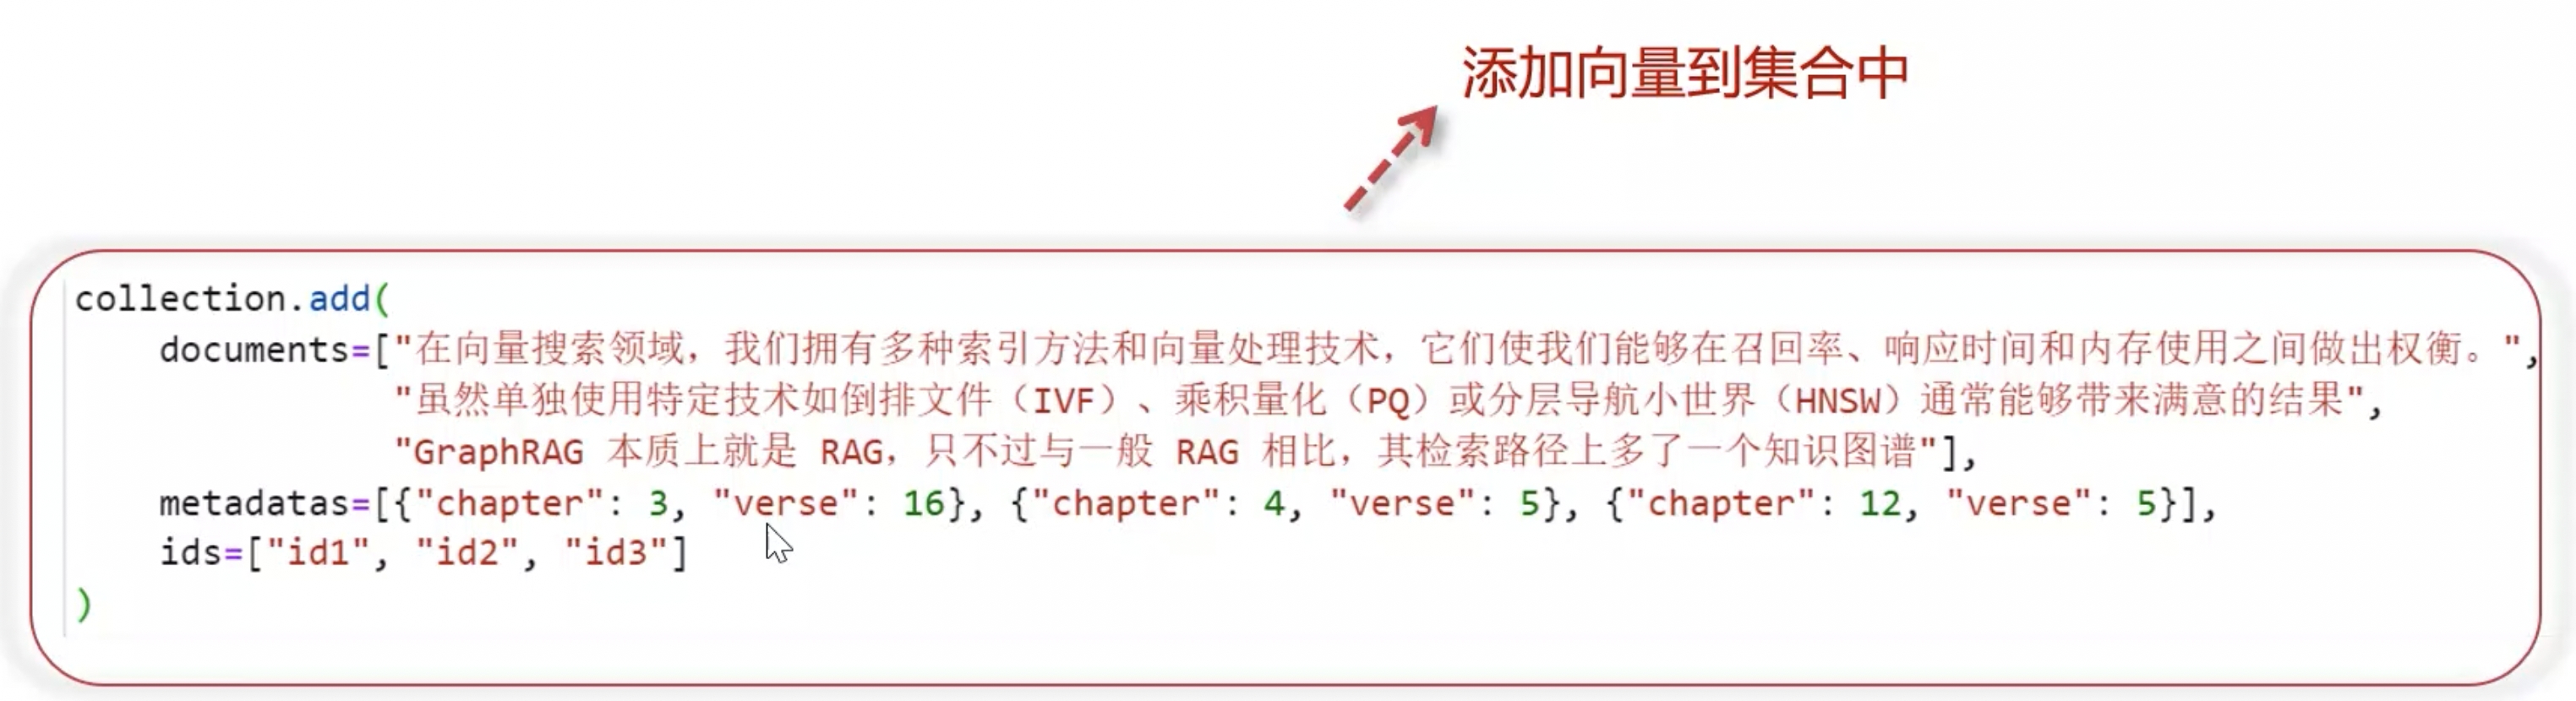 添加向量到集合中
collection.add(
documents=["在向量搜索领域，我们拥有多种索引方法和向量处理技术，它们使我们能够在召回率、响应时间和内存使用之间做出权衡。",
"虽然单独使用特定技术如倒排文件（IVF）、乘积量化（PQ）或分层导航小世界（HNSW）通常能够带来满意的结果",
"GraphRAG 本质上就是 RAG，只不过与一般 RAG 相比，其检索路径上多了一个知识图谱"],
metadatas=[{"chapter": 3, "verse": 16}, {"chapter": 4, "verse": 5}, {"chapter": 12, "verse": 5}],
ids=["id1", "id2", "id3"]
)